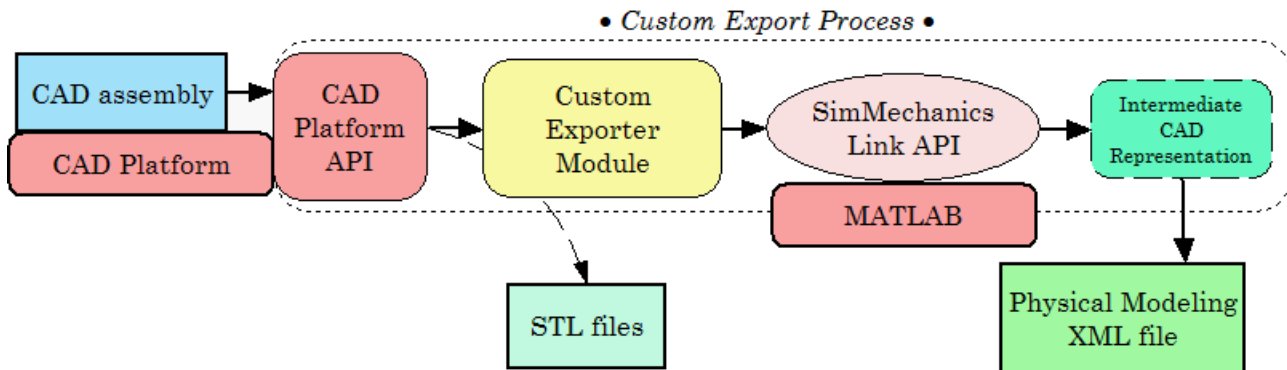 • Custom Export Process •
CAD assembly
CAD Platform
CAD
Platform
API
Custom
Exporter
Module
SimMechanics
Link API
MATLAB
Intermediate
CAD
Representation
STL files
Physical Modeling
XML file